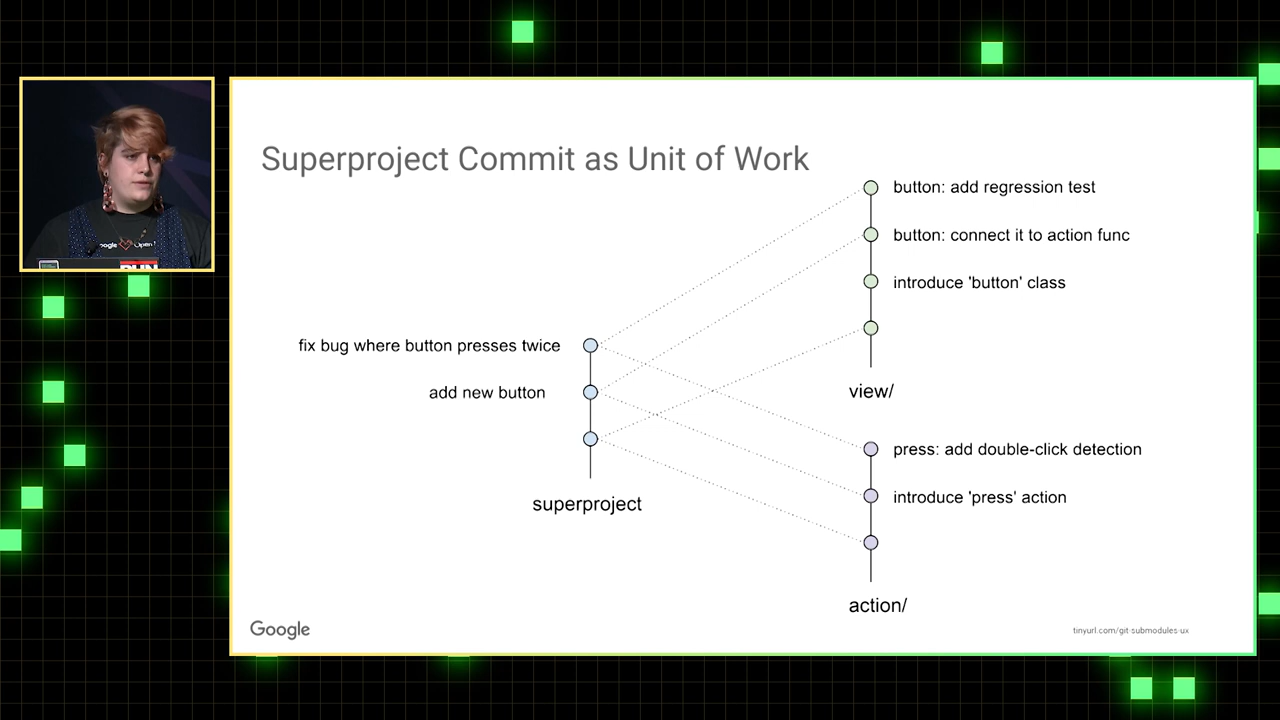 Superproject Commit as Unit of Work
button: add regression test
button: connect it to action func
introduce 'button' class
view/
fix bug where button presses twice
add new button
superproject
press: add double-click detection
introduce 'press' action
action/
Google
tinyurl.com/git-submodules-ux